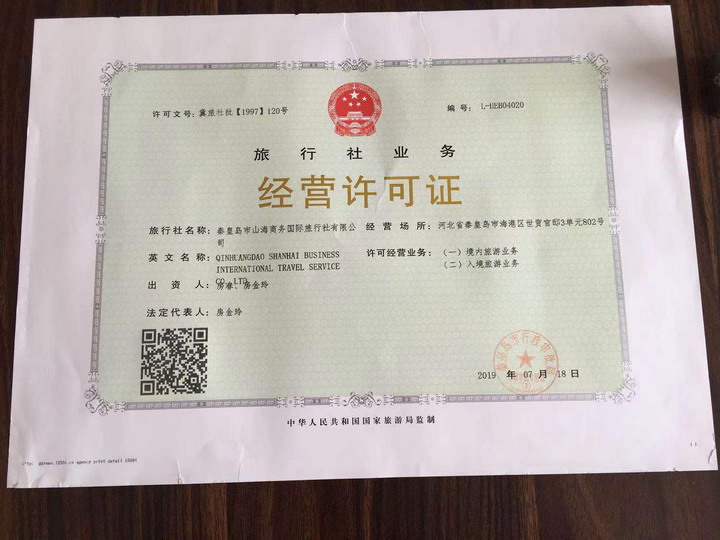 许可文号：冀旅社批【1997】120号
编号：L-HEB04020
旅行社业务
经营许可证
旅行社名称：秦皇岛市山海商务国际旅行社有限公
司
经营场所：河北省秦皇岛市海港区世贸官邸3单元802号
英文名称：QINHUANGDAO SHANHAI BUSINESS
INTERNATIONAL TRAVEL SERVICE
CO.,LTD
许可经营业务：（一）境内旅游业务
（二）入境旅游业务
出资人：房睿、房金玲
法定代表人：房金玲
2019 年 07 月 18 日
中华人民共和国国家旅游局监制